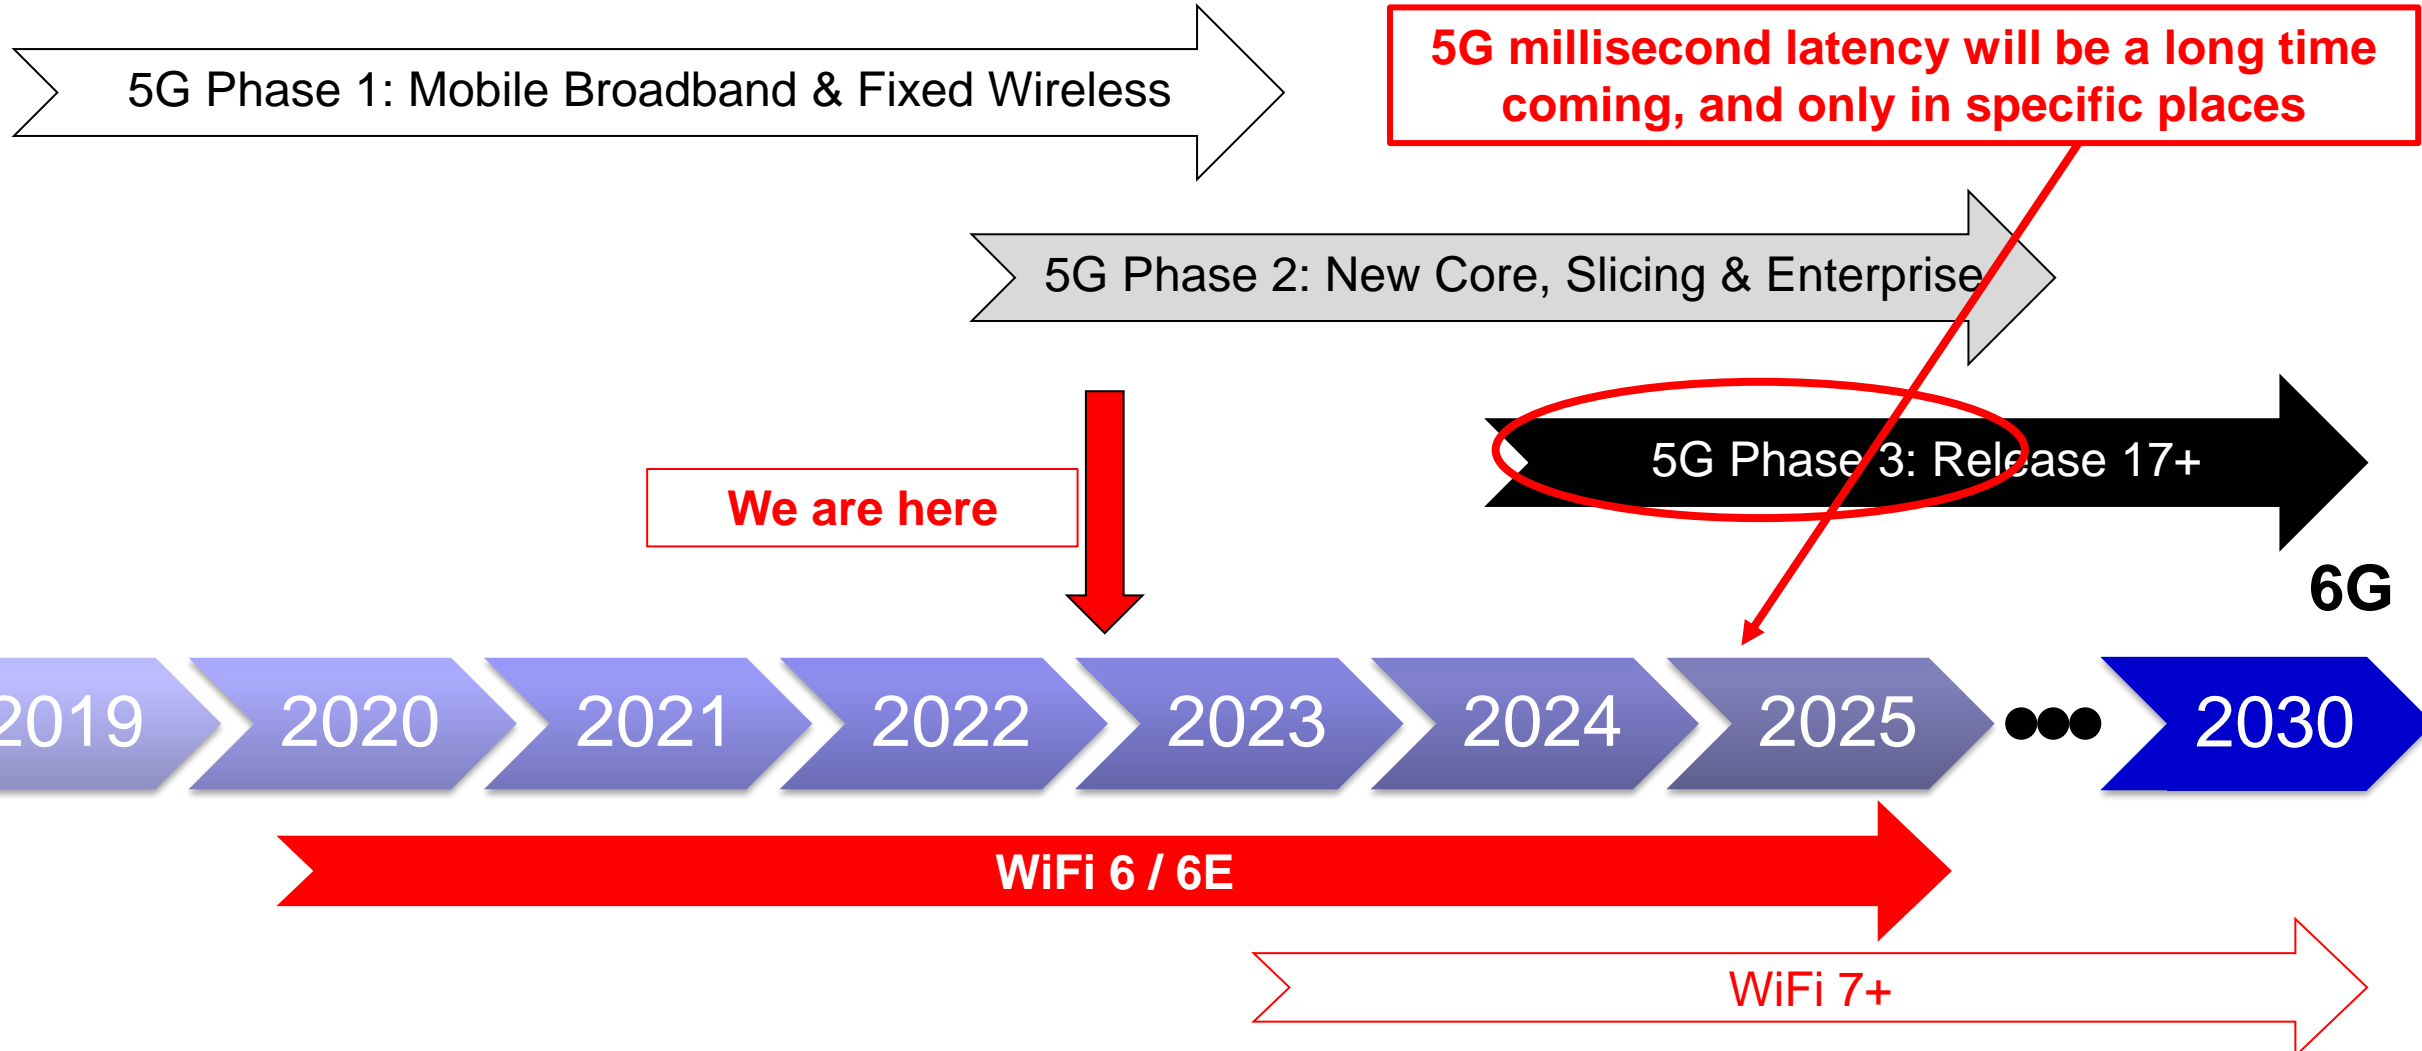 5G Phase 1: Mobile Broadband & Fixed Wireless
5G millisecond latency will be a long time
coming, and only in specific places
5G Phase 2: New Core, Slicing & Enterprise
5G Phase 3: Release 17+
We are here
6G
2019
2020
2021
2022
2023
2024
2025
2030
WiFi 6 / 6E
WiFi 7+